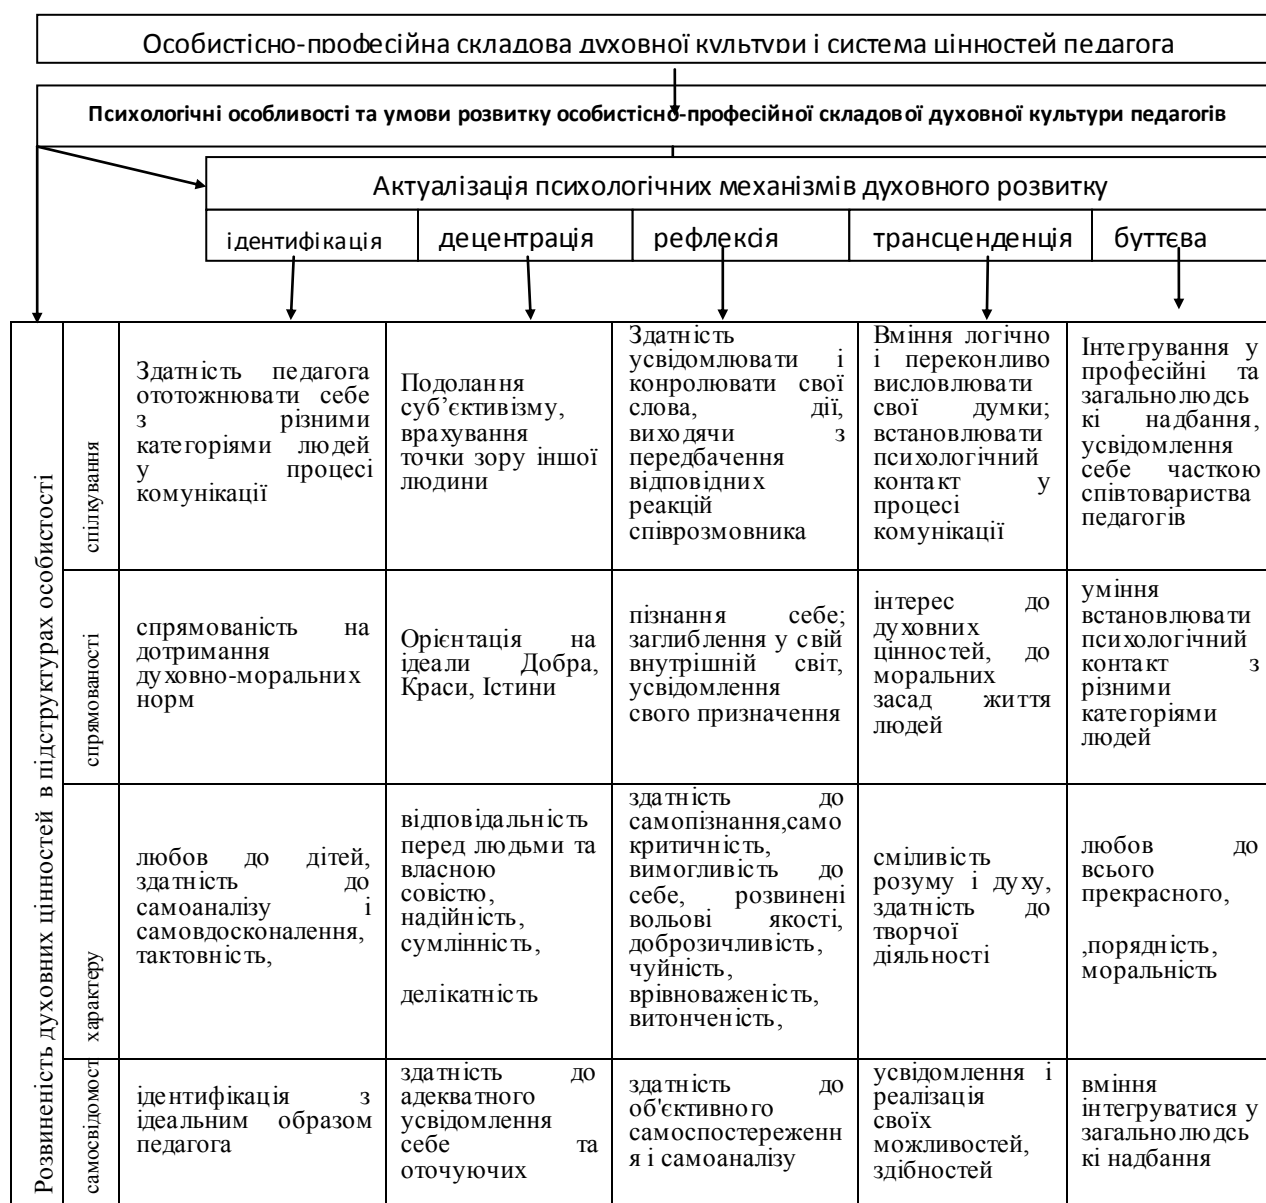 Особистісно-професійна складова духовної культури і система цінностей педагога
Психологічні особливості та умови розвитку особистісно-професійної складової духовної культури педагогів
Актуалізація психологічних механізмів духовного розвитку
ідентифікація
децентрація
рефлексія
трансценденція
буттєва
Розвиненість духовних цінностей в підструктурах особистості
спілкування
Здатність педагога
ототожнювати себе
з різними
категоріями людей
у процесі
комунікації
Подолання
суб’єктивізму,
врахування
точки зору іншої
людини
Здатність
усвідомлювати і
конролювати свої
слова, дії,
виходячи з
передбачення
відповідних
реакцій
співрозмовника
Вміння логічно
і переконливо
висловлювати
свої думки;
встановлювати
психологічний
контакт у
процесі
комунікації
Інтегрування у
професійні та
загальнолюдсь
кі надбання,
усвідомлення
себе часткою
співтовариства
педагогів
спрямованості
спрямованість на
дотримання
духовно-моральних
норм
Орієнтація на
ідеали Добра,
Краси, Істини
пізнання себе;
заглиблення у свій
внутрішній світ,
усвідомлення
свого призначення
інтерес до
духовних
цінностей, до
моральних
засад життя
людей
уміння
встановлювати
психологічний
контакт з
різними
категоріями
людей
характеру
любов до дітей,
здатність до
самоаналізу і
самовдосконалення,
тактовність,
відповідальність
перед людьми та
власною
совістю,
надійність,
сумлінність,
делікатність
здатність до
самопізнання,само
критичність,
вимогливість до
себе, розвинені
вольові якості,
доброзичливість,
чуйність,
врівноваженість,
витонченість,
сміливість
розуму і духу,
здатність до
творчої
діяльності
любов до
всього
прекрасного,
,порядність,
моральність
самосвідомост
ідентифікація з
ідеальним образом
педагога
здатність до
адекватного
усвідомлення
себе та
оточуючих
здатність до
об'єктивного
самоспостереженн
я і самоаналізу
усвідомлення і
реалізація
своїх
можливостей,
здібностей
вміння
інтегруватися у
загальнолюдсь
кі надбання